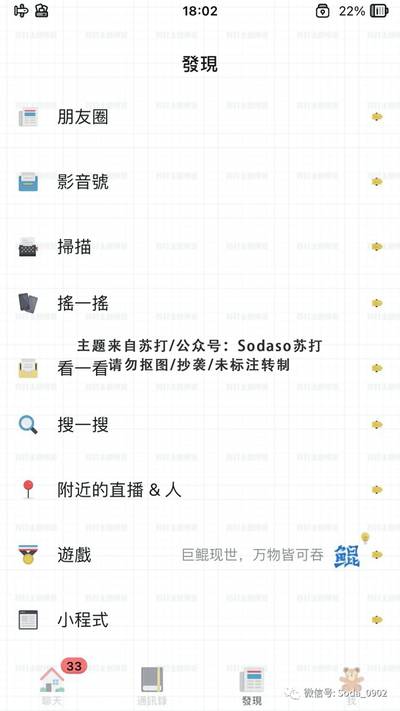 18:02
22%
發現
朋友圈
影音號
掃描
搖一搖
主题来自苏打/公众号：Sodaso苏打
看一看
请勿抠图/抄袭/未标注转制
搜一搜
附近的直播 & 人
遊戲 巨鲲现世，万物皆可吞 鲲
小程式
33
聊天 通訊錄 發現 我
微信号: Soda_0902